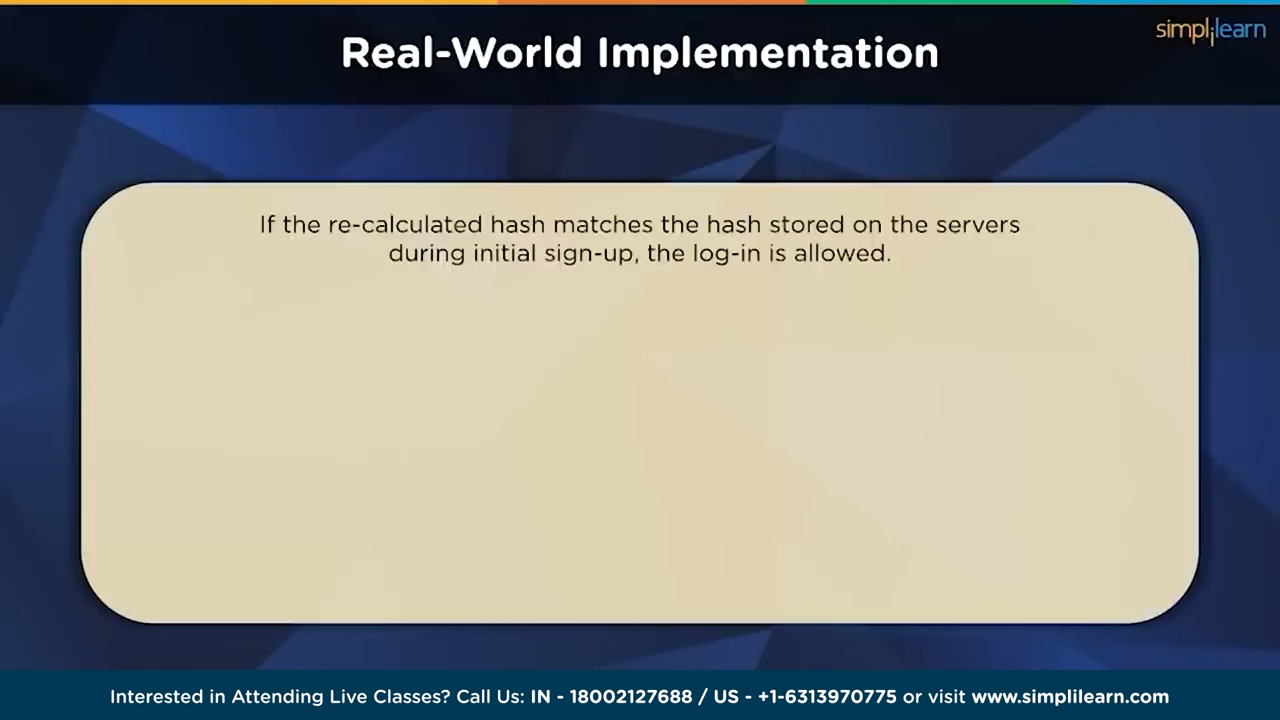 Real-World Implementation
simplilearn
If the re-calculated hash matches the hash stored on the servers
during initial sign-up, the log-in is allowed.
Interested in Attending Live Classes? Call Us: IN - 18002127688 / US - +1-6313970775 or visit www.simplilearn.com